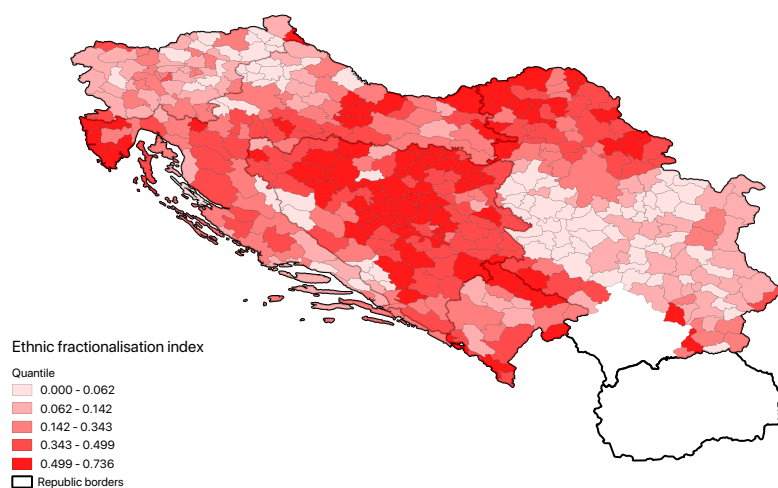 Ethnic fractionalisation index
Quantile
0.000 - 0.062
0.062 - 0.142
0.142 - 0.343
0.343 - 0.499
0.499 - 0.736
Republic borders